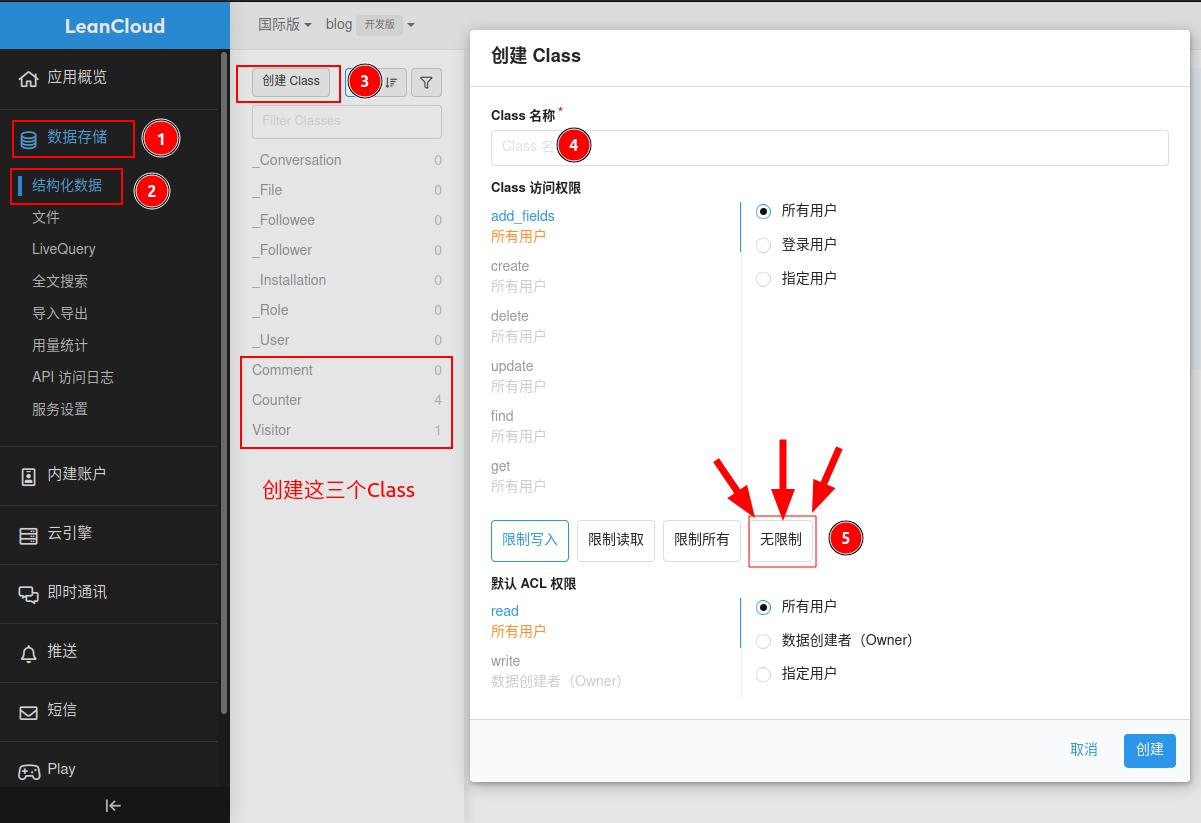 LeanCloud
应用概览
数据存储
1
结构化数据
2
文件
LiveQuery
全文搜索
导入导出
用量统计
API 访问日志
服务设置
内建账户
云引擎
即时通讯
推送
短信
Play
国际版 blog 开发版
创建 Class
3
Filter Classes
_Conversation 0
_File 0
_Followee 0
_Follower 0
_Installation 0
_Role 0
_User 0
Comment 0
Counter 4
Visitor 1
创建这三个Class
创建 Class
Class 名称*
Class 名
4
Class 访问权限
add_fields
所有用户
create
所有用户
delete
所有用户
update
所有用户
find
所有用户
get
所有用户
所有用户
登录用户
指定用户
限制写入 限制读取 限制所有 无限制
5
默认 ACL 权限
read
所有用户
write
数据创建者（Owner）
所有用户
数据创建者（Owner）
指定用户
取消 创建